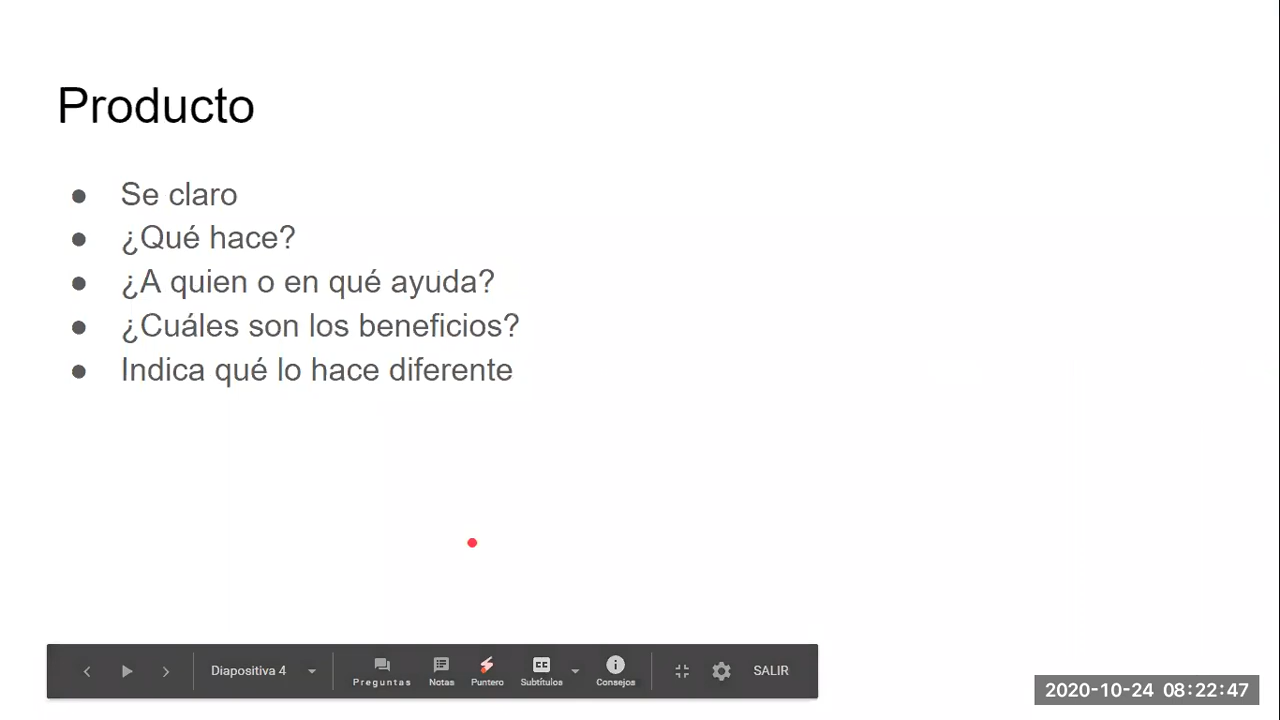 Producto
● Se claro
● ¿Qué hace?
● ¿A quien o en qué ayuda?
● ¿Cuáles son los beneficios?
● Indica qué lo hace diferente
Diapositiva 4
Preguntas Notas Puntero Subtítulos Consejos
SALIR
2020-10-24 08:22:47